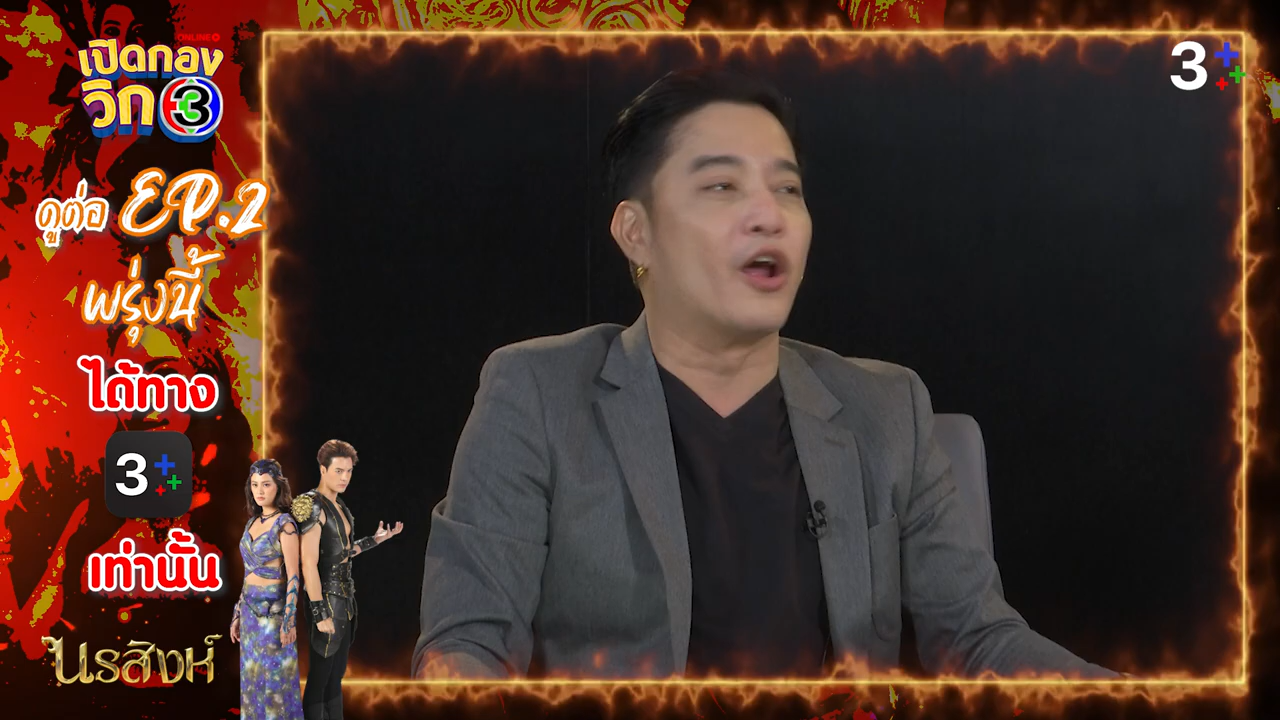 ONLINE
เปิดกอง
วิก 3
ดูต่อ EP.2
พรุ่งนี้
ได้ทาง
3
เท่านั้น
นรสิงห์
3